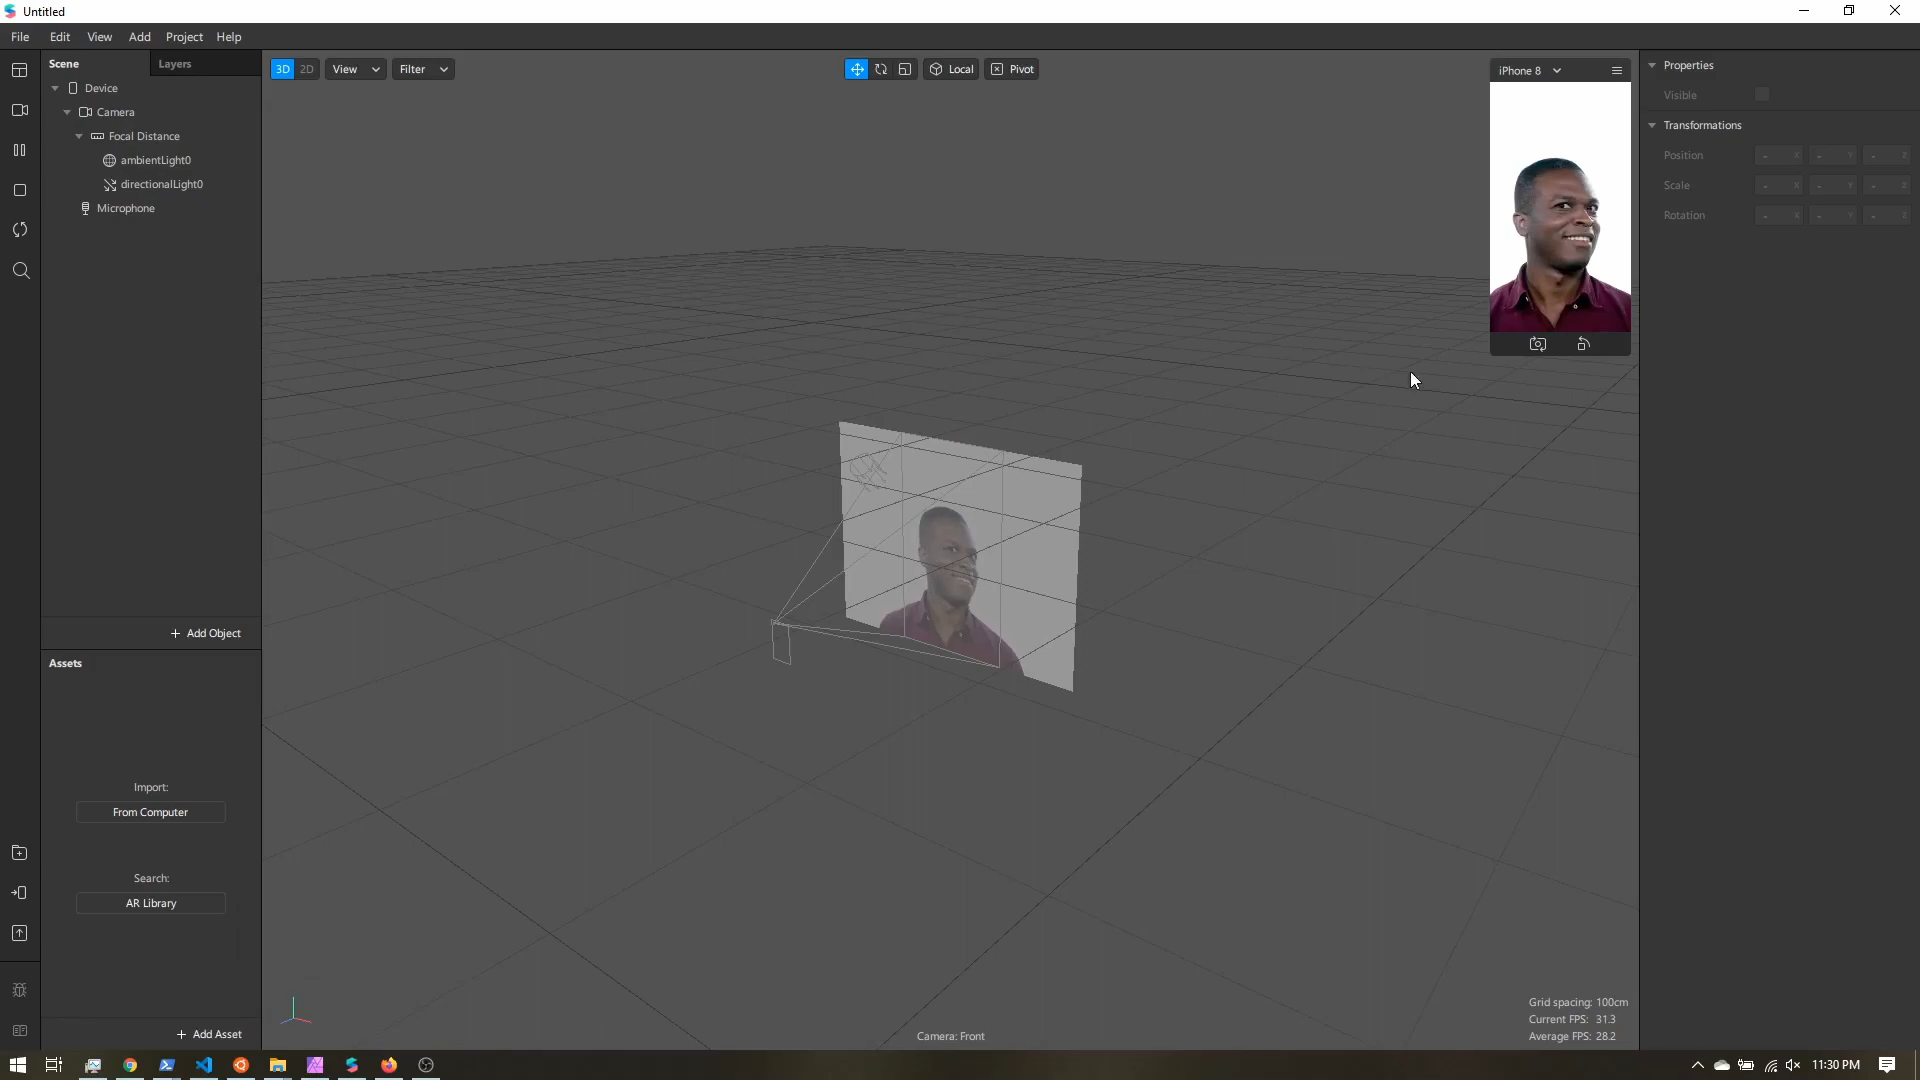 Untitled
File Edit View Add Project Help
Scene Layers
Device
Camera
Focal Distance
ambientLight0
directionalLight0
Microphone
+ Add Object
Assets
Import:
From Computer
Search:
AR Library
+ Add Asset
3D 2D View Filter
Local Pivot
iPhone 8
Camera: Front
Grid spacing: 100cm
Current FPS: 31.3
Average FPS: 28.2
Properties
Visible
Transformations
Position - X - Y - Z
Scale - X - Y - Z
Rotation - X - Y - Z
11:30 PM